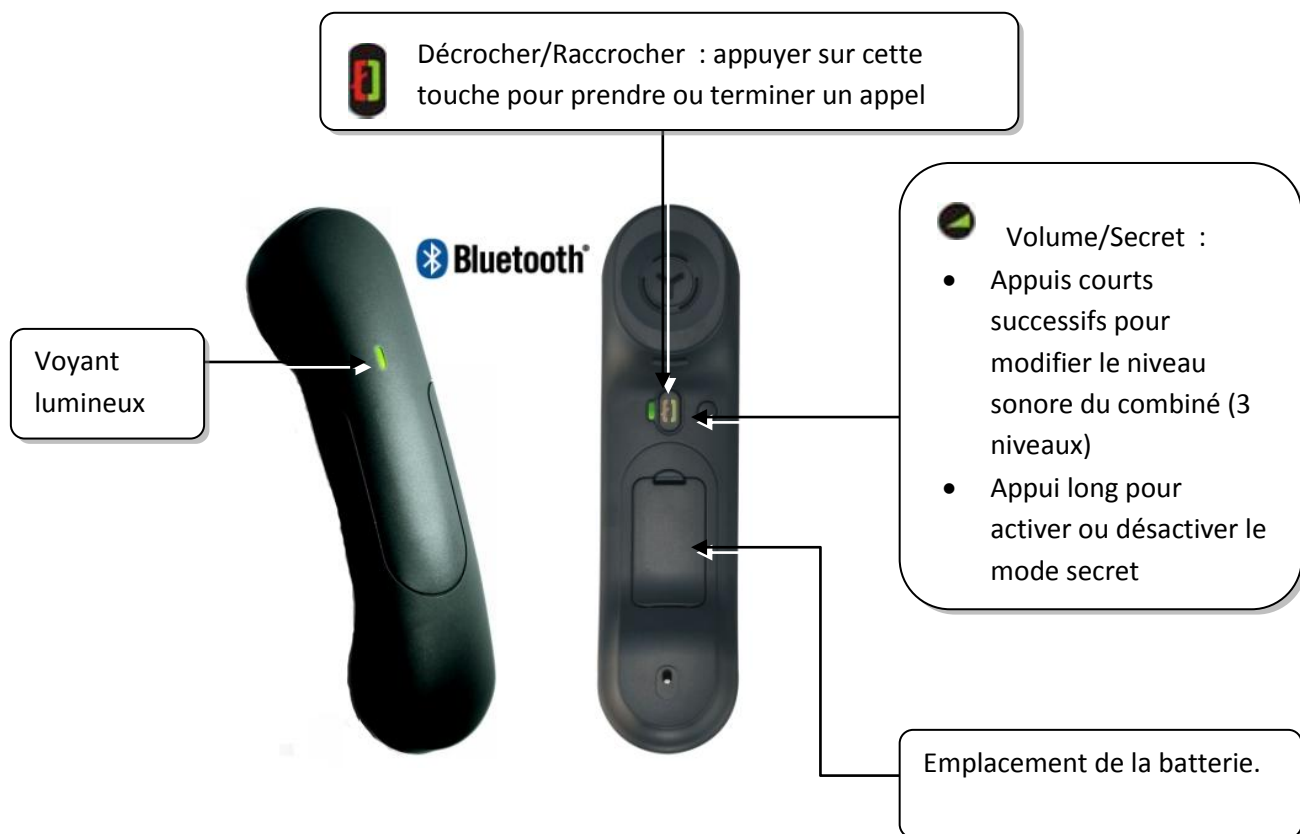 Décrocher/Raccrocher : appuyer sur cette
touche pour prendre ou terminer un appel
Bluetooth®
Volume/Secret :
• Appuis courts
successifs pour
modifier le niveau
sonore du combiné (3
niveaux)
• Appui long pour
activer ou désactiver le
mode secret
Voyant
lumineux
Emplacement de la batterie.